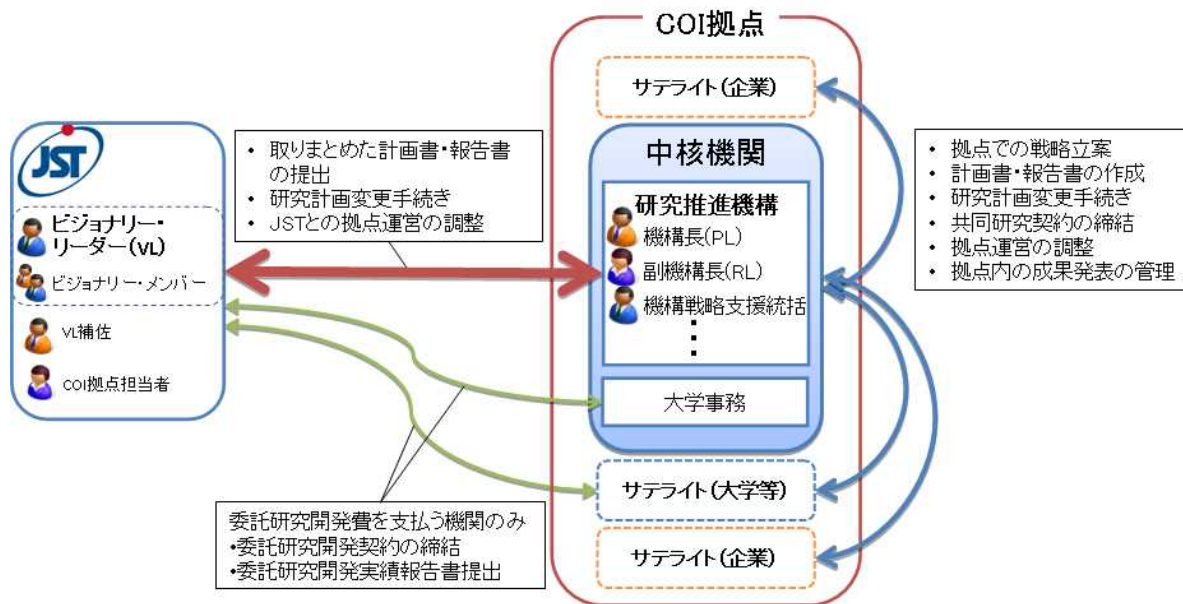 COI拠点
サテライト(企業)
JST
・ 取りまとめた計画書・報告書
の提出
・ 研究計画変更手続き
・ JSTとの拠点運営の調整
中核機関
研究推進機構
機構長(PL)
副機構長(RL)
機構戦略支援統括
・ 拠点での戦略立案
・ 計画書・報告書の作成
・ 研究計画変更手続き
・ 共同研究契約の締結
・ 拠点運営の調整
・ 拠点内の成果発表の管理
ビジョナリー・
リーダー(VL)
ビジョナリー・メンバー
VL補佐
COI拠点担当者
大学事務
サテライト(大学等)
サテライト(企業)
委託研究開発費を支払う機関のみ
・委託研究開発契約の締結
・委託研究開発実績報告書提出